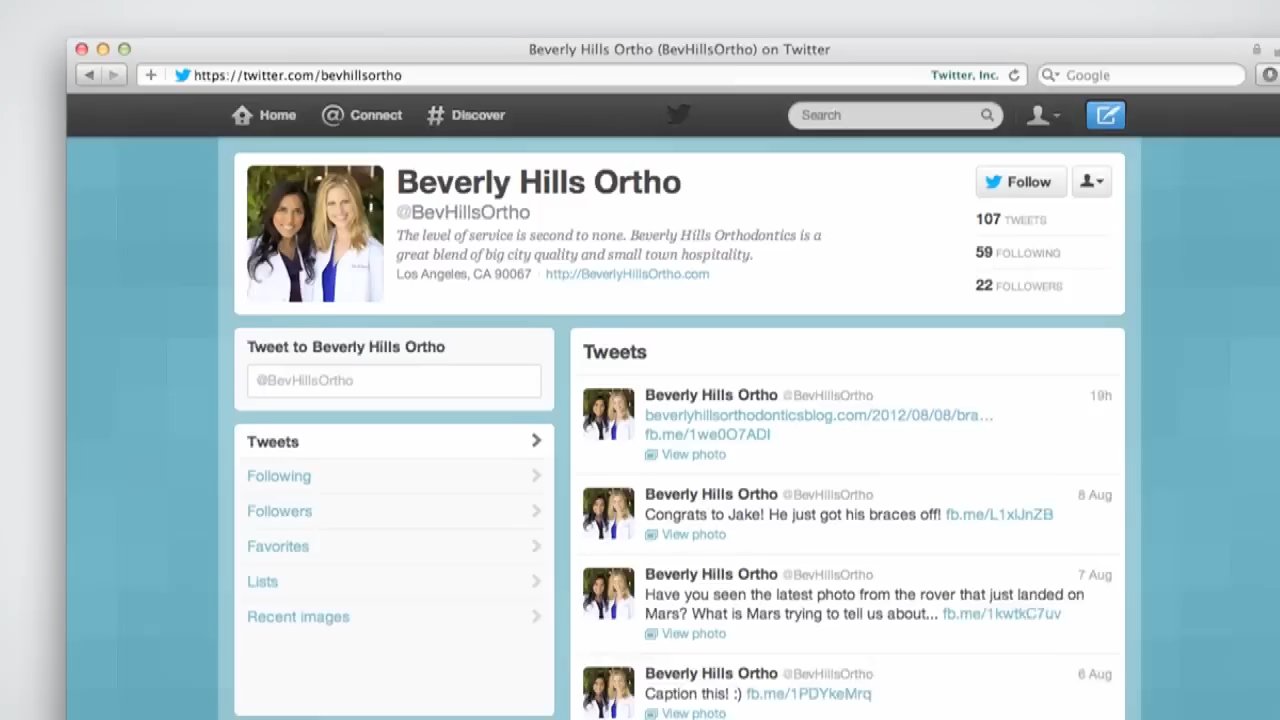 Beverly Hills Ortho (BevHillsOrtho) on Twitter
https://twitter.com/bevhillsortho
Twitter, Inc.
Google
Home
Connect
Discover
Search
Beverly Hills Ortho
@BevHillsOrtho
The level of service is second to none. Beverly Hills Orthodontics is a
great blend of big city quality and small town hospitality.
Los Angeles, CA 90067 · http://BeverlyHillsOrtho.com
Follow
107 TWEETS
59 FOLLOWING
22 FOLLOWERS
Tweet to Beverly Hills Ortho
@BevHillsOrtho
Tweets
Following
Followers
Favorites
Lists
Recent images
Tweets
Beverly Hills Ortho @BevHillsOrtho 19h
beverlyhillsorthodonticsblog.com/2012/08/08/bra…
fb.me/1we0O7ADI
View photo
Beverly Hills Ortho @BevHillsOrtho 8 Aug
Congrats to Jake! He just got his braces off! fb.me/L1xlJnZB
View photo
Beverly Hills Ortho @BevHillsOrtho 7 Aug
Have you seen the latest photo from the rover that just landed on
Mars? What is Mars trying to tell us about... fb.me/1kwtkC7uv
View photo
Beverly Hills Ortho @BevHillsOrtho 6 Aug
Caption this! :) fb.me/1PDYkeMrq
View photo